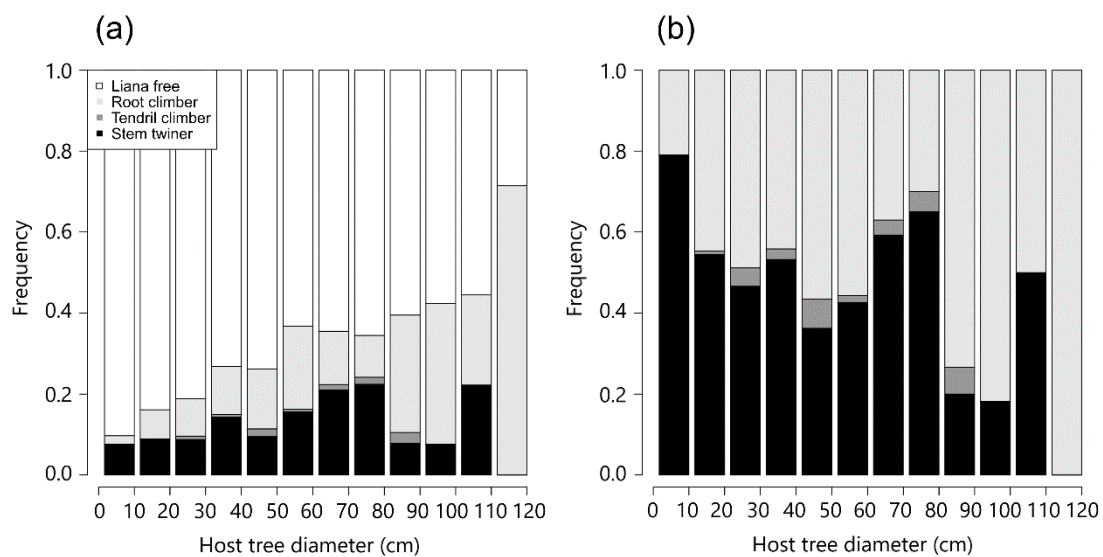 (a)
1.0
0.8
0.6
0.4
0.2
0.0
Frequency
Liana free
Root climber
Tendril climber
Stem twiner
0 10 20 30 40 50 60 70 80 90 100 110 120
Host tree diameter (cm)
(b)
1.0
0.8
0.6
0.4
0.2
0.0
Frequency
0 10 20 30 40 50 60 70 80 90 100 110 120
Host tree diameter (cm)